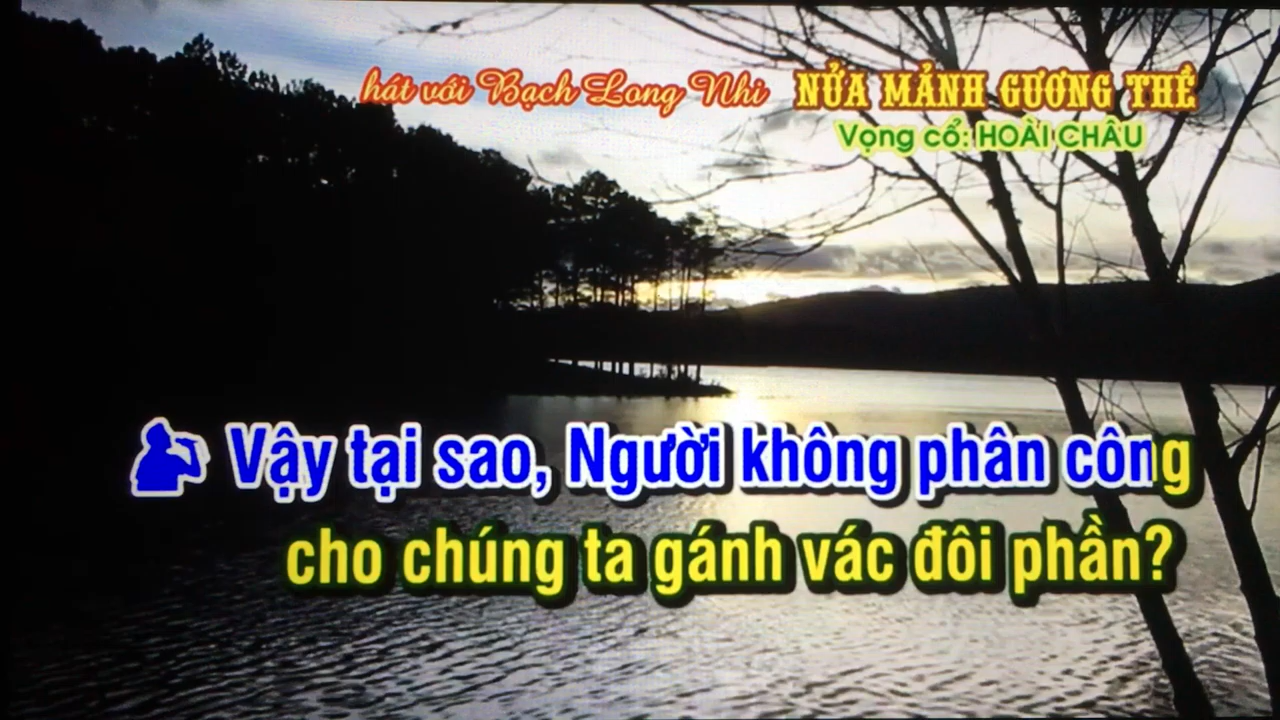 hát với Bạch Long Nhi NỬA MẢNH GƯƠNG THỀ
Vọng cổ: HOÀI CHÂU
Vậy tại sao, Người không phân công
cho chúng ta gánh vác đôi phần?